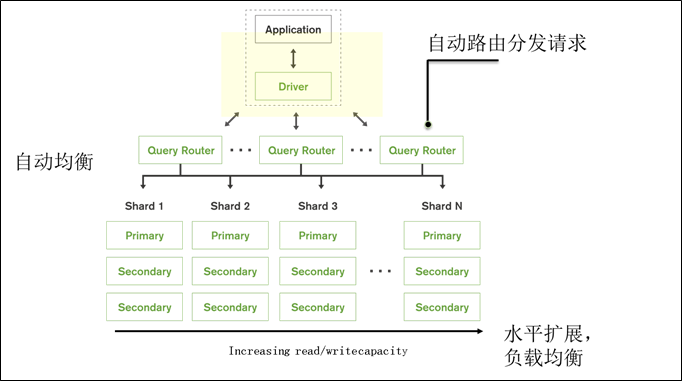 Application
自动路由分发请求
Driver
自动均衡
Query Router ··· Query Router ··· Query Router
Shard 1 Shard 2 Shard 3 Shard N
Primary Primary Primary Primary
Secondary Secondary Secondary ··· Secondary
Secondary Secondary Secondary Secondary
Increasing read/writecapacity
水平扩展，
负载均衡